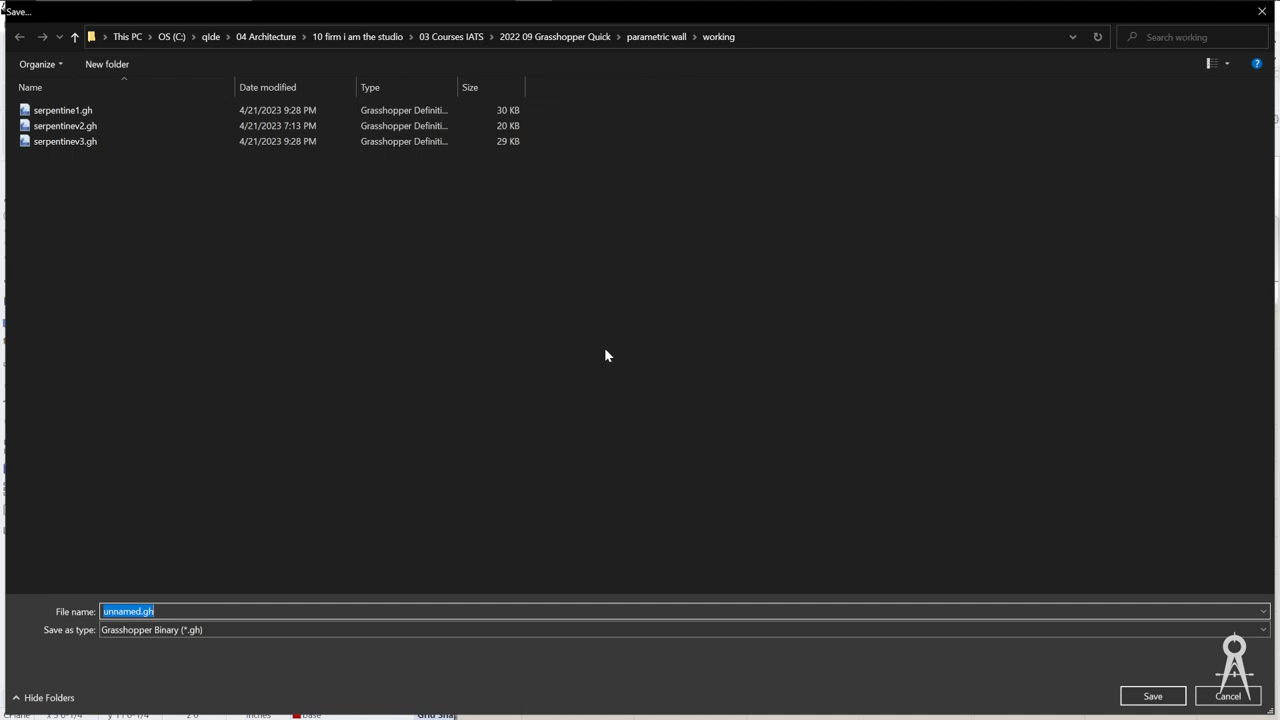 Save...
This PC > OS (C:) > qlde > 04 Architecture > 10 firm i am the studio > 03 Courses IATS > 2022 09 Grasshopper Quick > parametric wall > working
Search working
Organize
New folder
Name Date modified Type Size
serpentine1.gh 4/21/2023 9:28 PM Grasshopper Definiti... 30 KB
serpentinev2.gh 4/21/2023 7:13 PM Grasshopper Definiti... 20 KB
serpentinev3.gh 4/21/2023 9:28 PM Grasshopper Definiti... 29 KB
File name: unnamed.gh
Save as type: Grasshopper Binary (*.gh)
Hide Folders
Save
Cancel